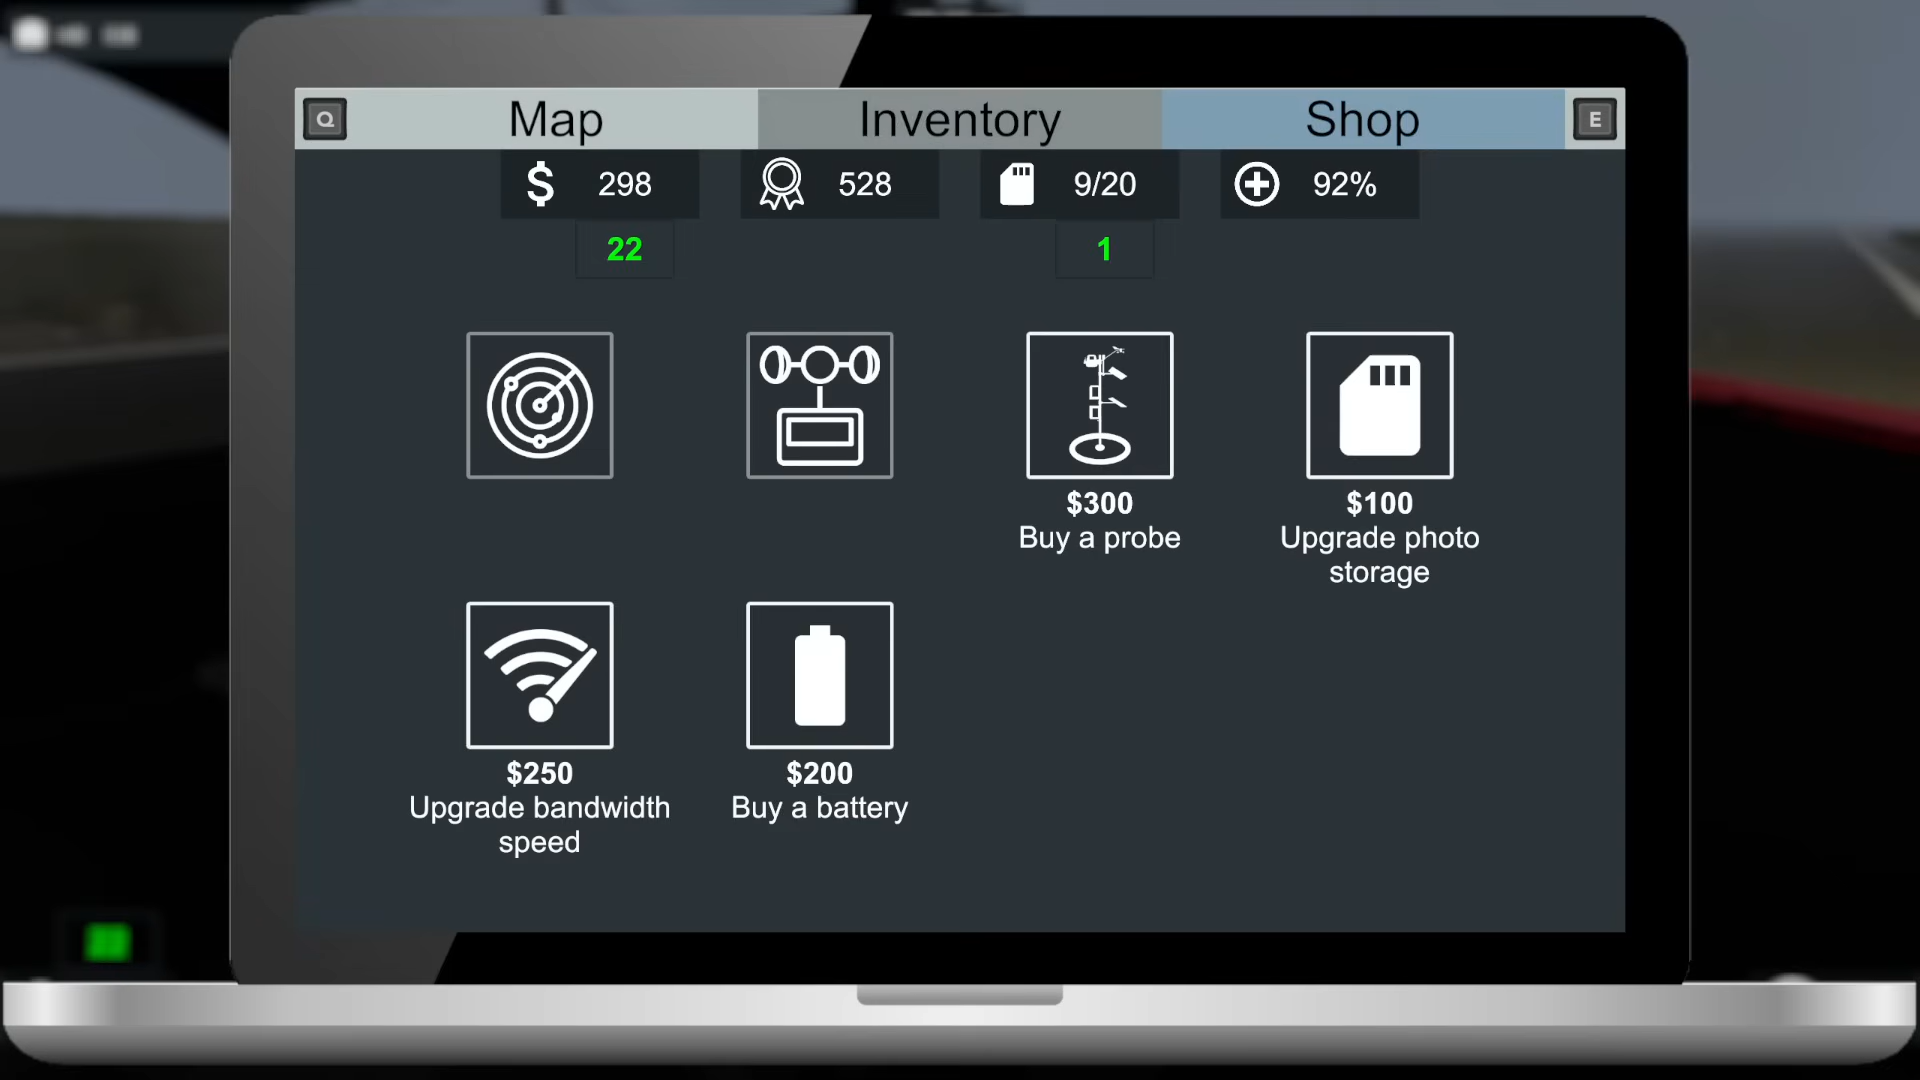 Q Map Inventory Shop E
$ 298 528 9/20 92%
22 1
$300 $100
Buy a probe Upgrade photo
storage
$250 $200
Upgrade bandwidth Buy a battery
speed